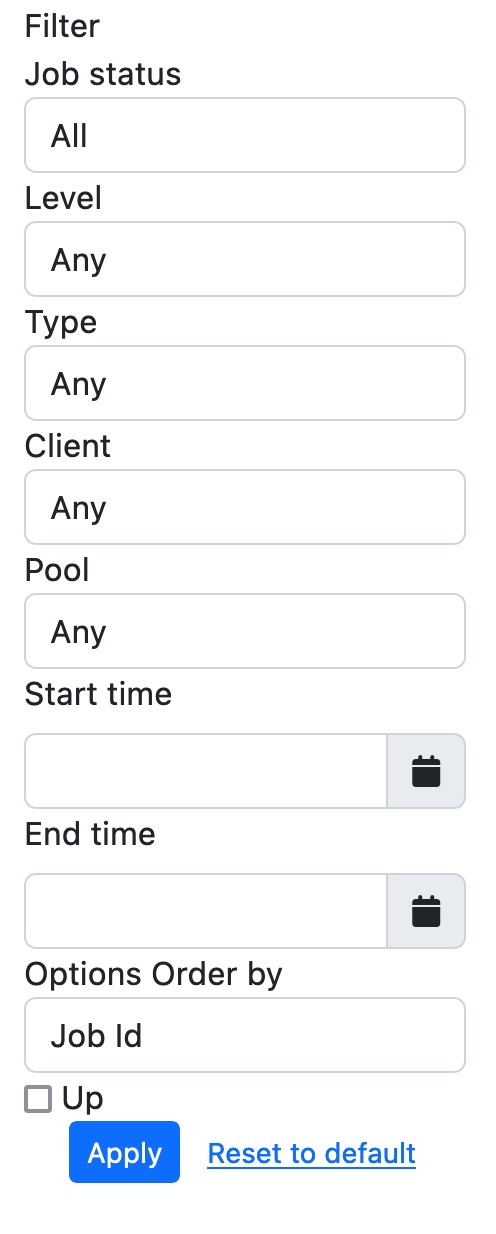 Filter
Job status
All
Level
Any
Type
Any
Client
Any
Pool
Any
Start time
End time
Options Order by
Job Id
Up
Apply Reset to default